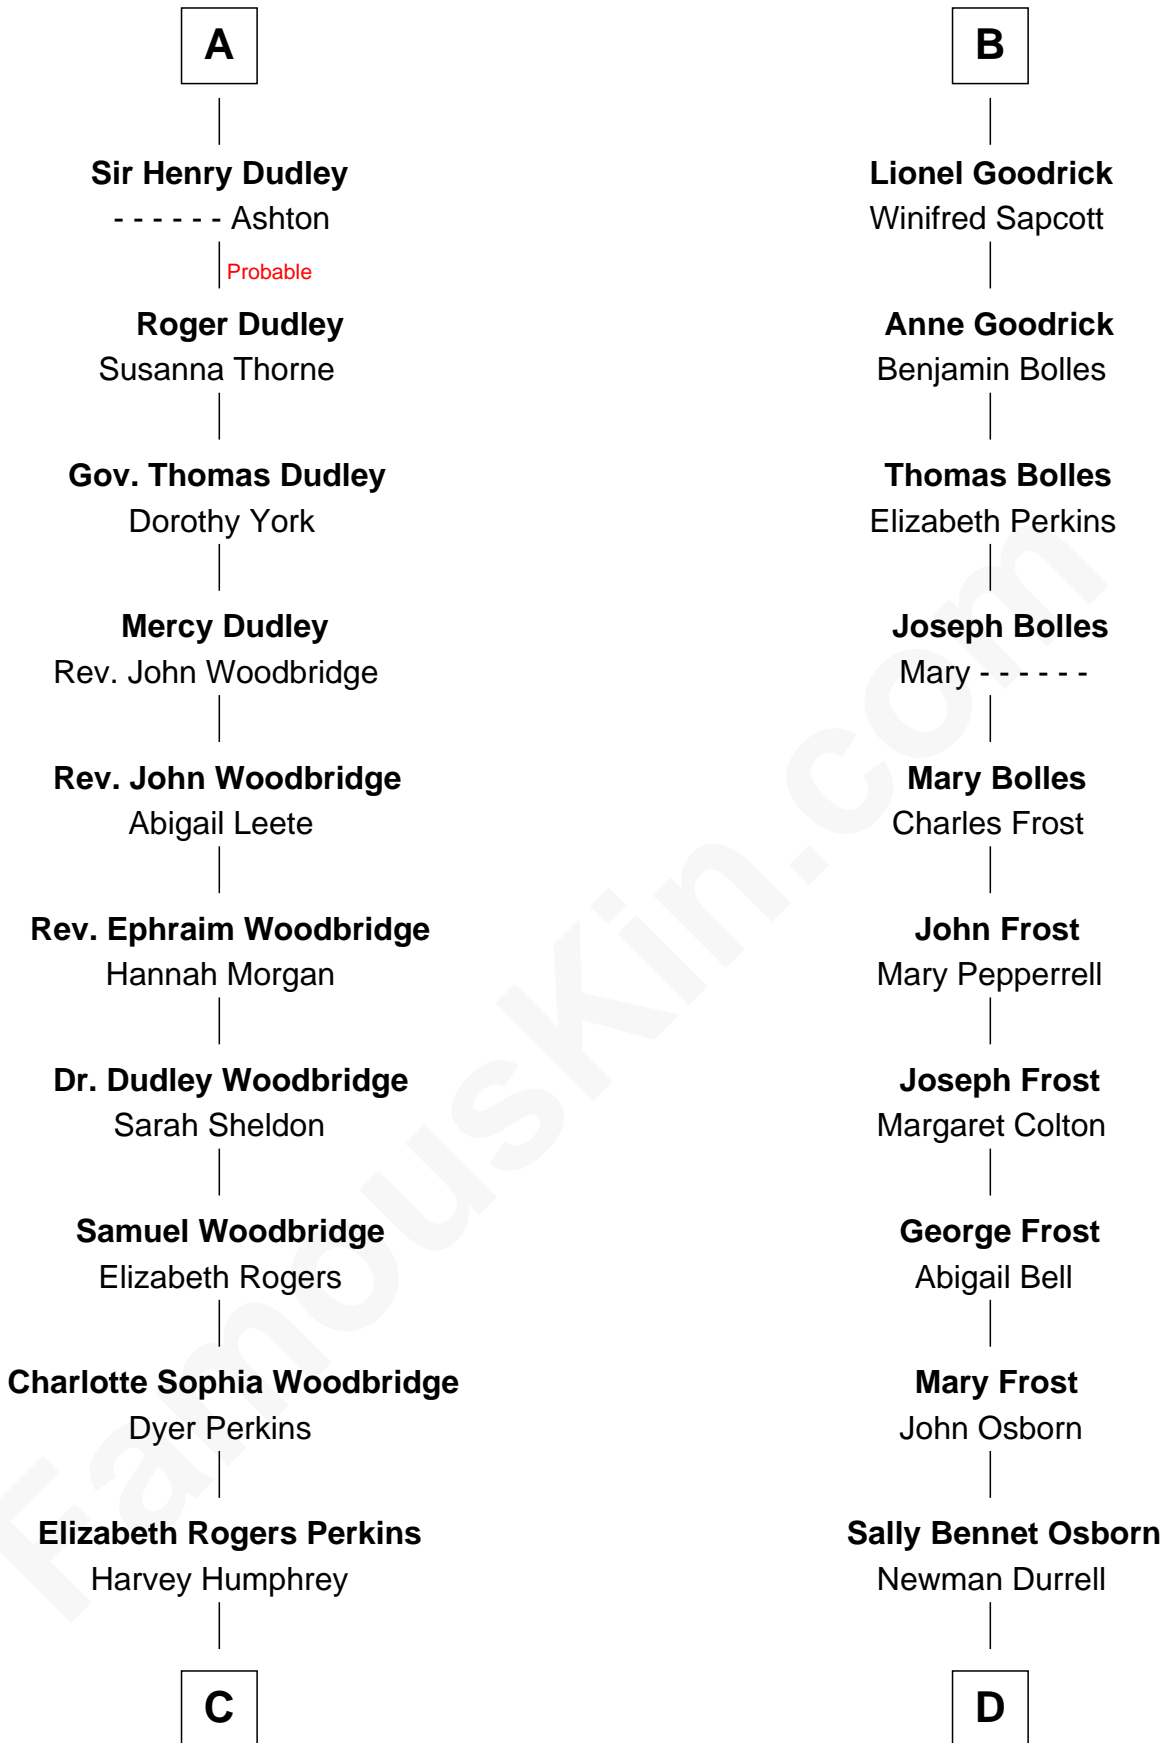 A
Sir Henry Dudley
- - - - - - Ashton
Probable
Roger Dudley
Susanna Thorne
Gov. Thomas Dudley
Dorothy York
Mercy Dudley
Rev. John Woodbridge
Rev. John Woodbridge
Abigail Leete
Rev. Ephraim Woodbridge
Hannah Morgan
Dr. Dudley Woodbridge
Sarah Sheldon
Samuel Woodbridge
Elizabeth Rogers
Charlotte Sophia Woodbridge
Dyer Perkins
Elizabeth Rogers Perkins
Harvey Humphrey
C
B
Lionel Goodrick
Winifred Sapcott
Anne Goodrick
Benjamin Bolles
Thomas Bolles
Elizabeth Perkins
Joseph Bolles
Mary - - - - - -
Mary Bolles
Charles Frost
John Frost
Mary Pepperrell
Joseph Frost
Margaret Colton
George Frost
Abigail Bell
Mary Frost
John Osborn
Sally Bennet Osborn
Newman Durrell
D
FamousKin.com